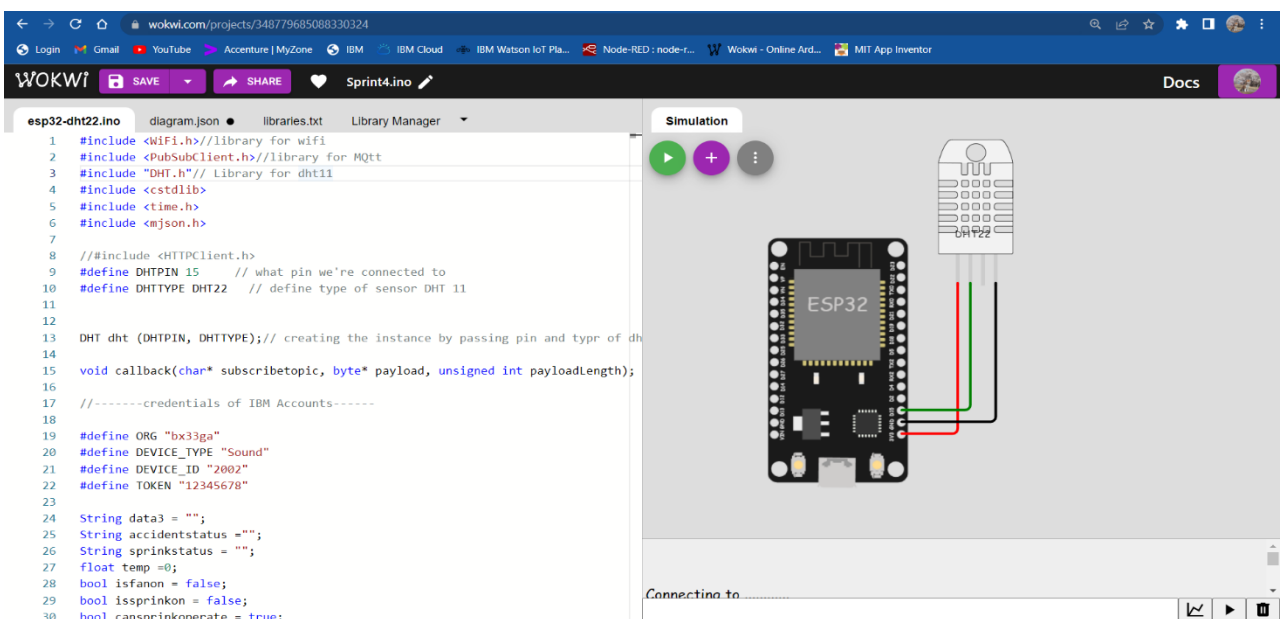 wokwi.com/projects/348779685088330324
Login Gmail YouTube Accenture | MyZone IBM IBM Cloud IBM Watson IoT Pla... Node-RED : node-r... Wokwi - Online Ard... MIT App Inventor
WOKWi SAVE SHARE Sprint4.ino Docs
esp32-dht22.ino diagram.json libraries.txt Library Manager
1 #include <WiFi.h>//library for wifi
2 #include <PubSubClient.h>//library for MQtt
3 #include "DHT.h"// Library for dht11
4 #include <cstdlib>
5 #include <time.h>
6 #include <mjson.h>
7
8 //#include <HTTPClient.h>
9 #define DHTPIN 15 // what pin we're connected to
10 #define DHTTYPE DHT22 // define type of sensor DHT 11
11
12
13 DHT dht (DHTPIN, DHTTYPE);// creating the instance by passing pin and typr of dh
14
15 void callback(char* subscribetopic, byte* payload, unsigned int payloadLength);
16
17 //-------credentials of IBM Accounts------
18
19 #define ORG "bx33ga"
20 #define DEVICE_TYPE "Sound"
21 #define DEVICE_ID "2002"
22 #define TOKEN "12345678"
23
24 String data3 = "";
25 String accidentstatus ="";
26 String sprinkstatus = "";
27 float temp =0;
28 bool isfanon = false;
29 bool issprinkon = false;
30 bool cansprinkoperate = true;
Simulation
DHT22
ESP32
Connecting to ..........